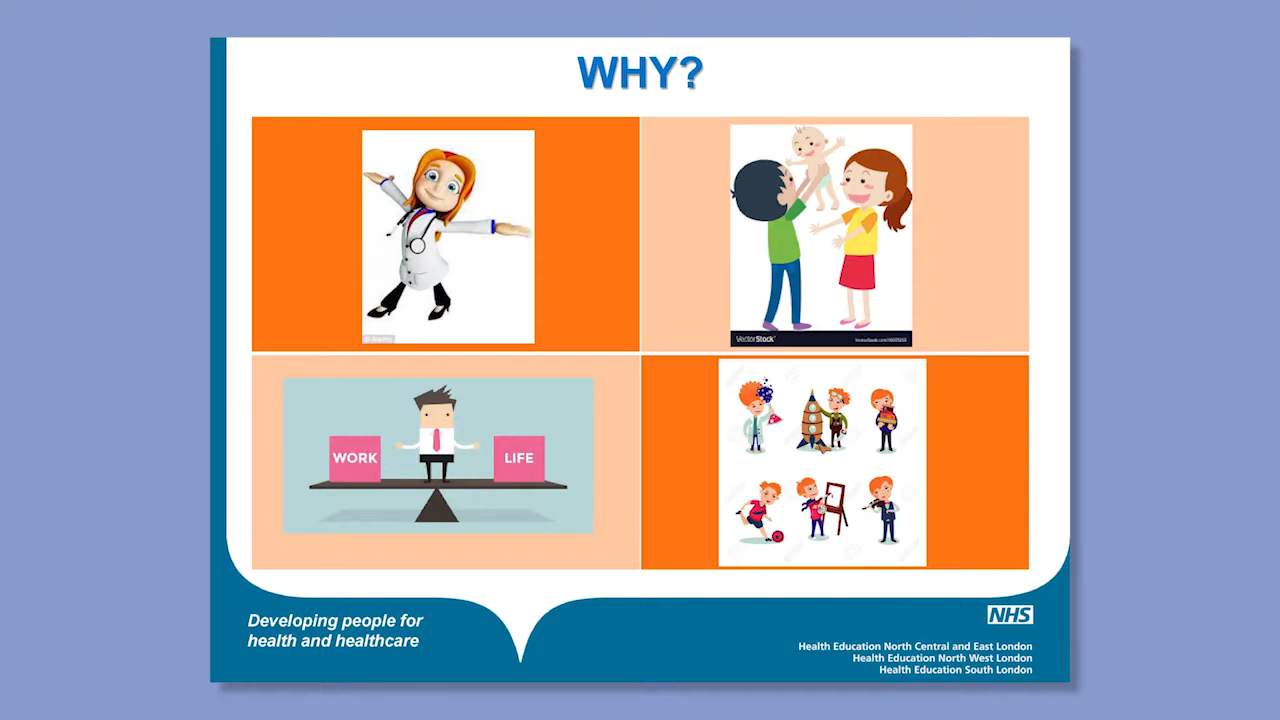 WHY?
VectorStock
WORK
LIFE
Developing people for
health and healthcare
NHS
Health Education North Central and East London
Health Education North West London
Health Education South London